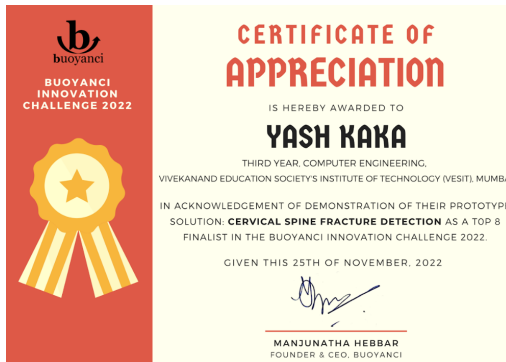 buoyanci
BUOYANCI
INNOVATION
CHALLENGE 2022
CERTIFICATE OF
APPRECIATION
IS HEREBY AWARDED TO
YASH KAKA
THIRD YEAR, COMPUTER ENGINEERING,
VIVEKANAND EDUCATION SOCIETY'S INSTITUTE OF TECHNOLOGY (VESIT), MUMBA
IN ACKNOWLEDGEMENT OF DEMONSTRATION OF THEIR PROTOTYPE
SOLUTION: CERVICAL SPINE FRACTURE DETECTION AS A TOP 8
FINALIST IN THE BUOYANCI INNOVATION CHALLENGE 2022.
GIVEN THIS 25TH OF NOVEMBER, 2022
MANJUNATHA HEBBAR
FOUNDER & CEO, BUOYANCI